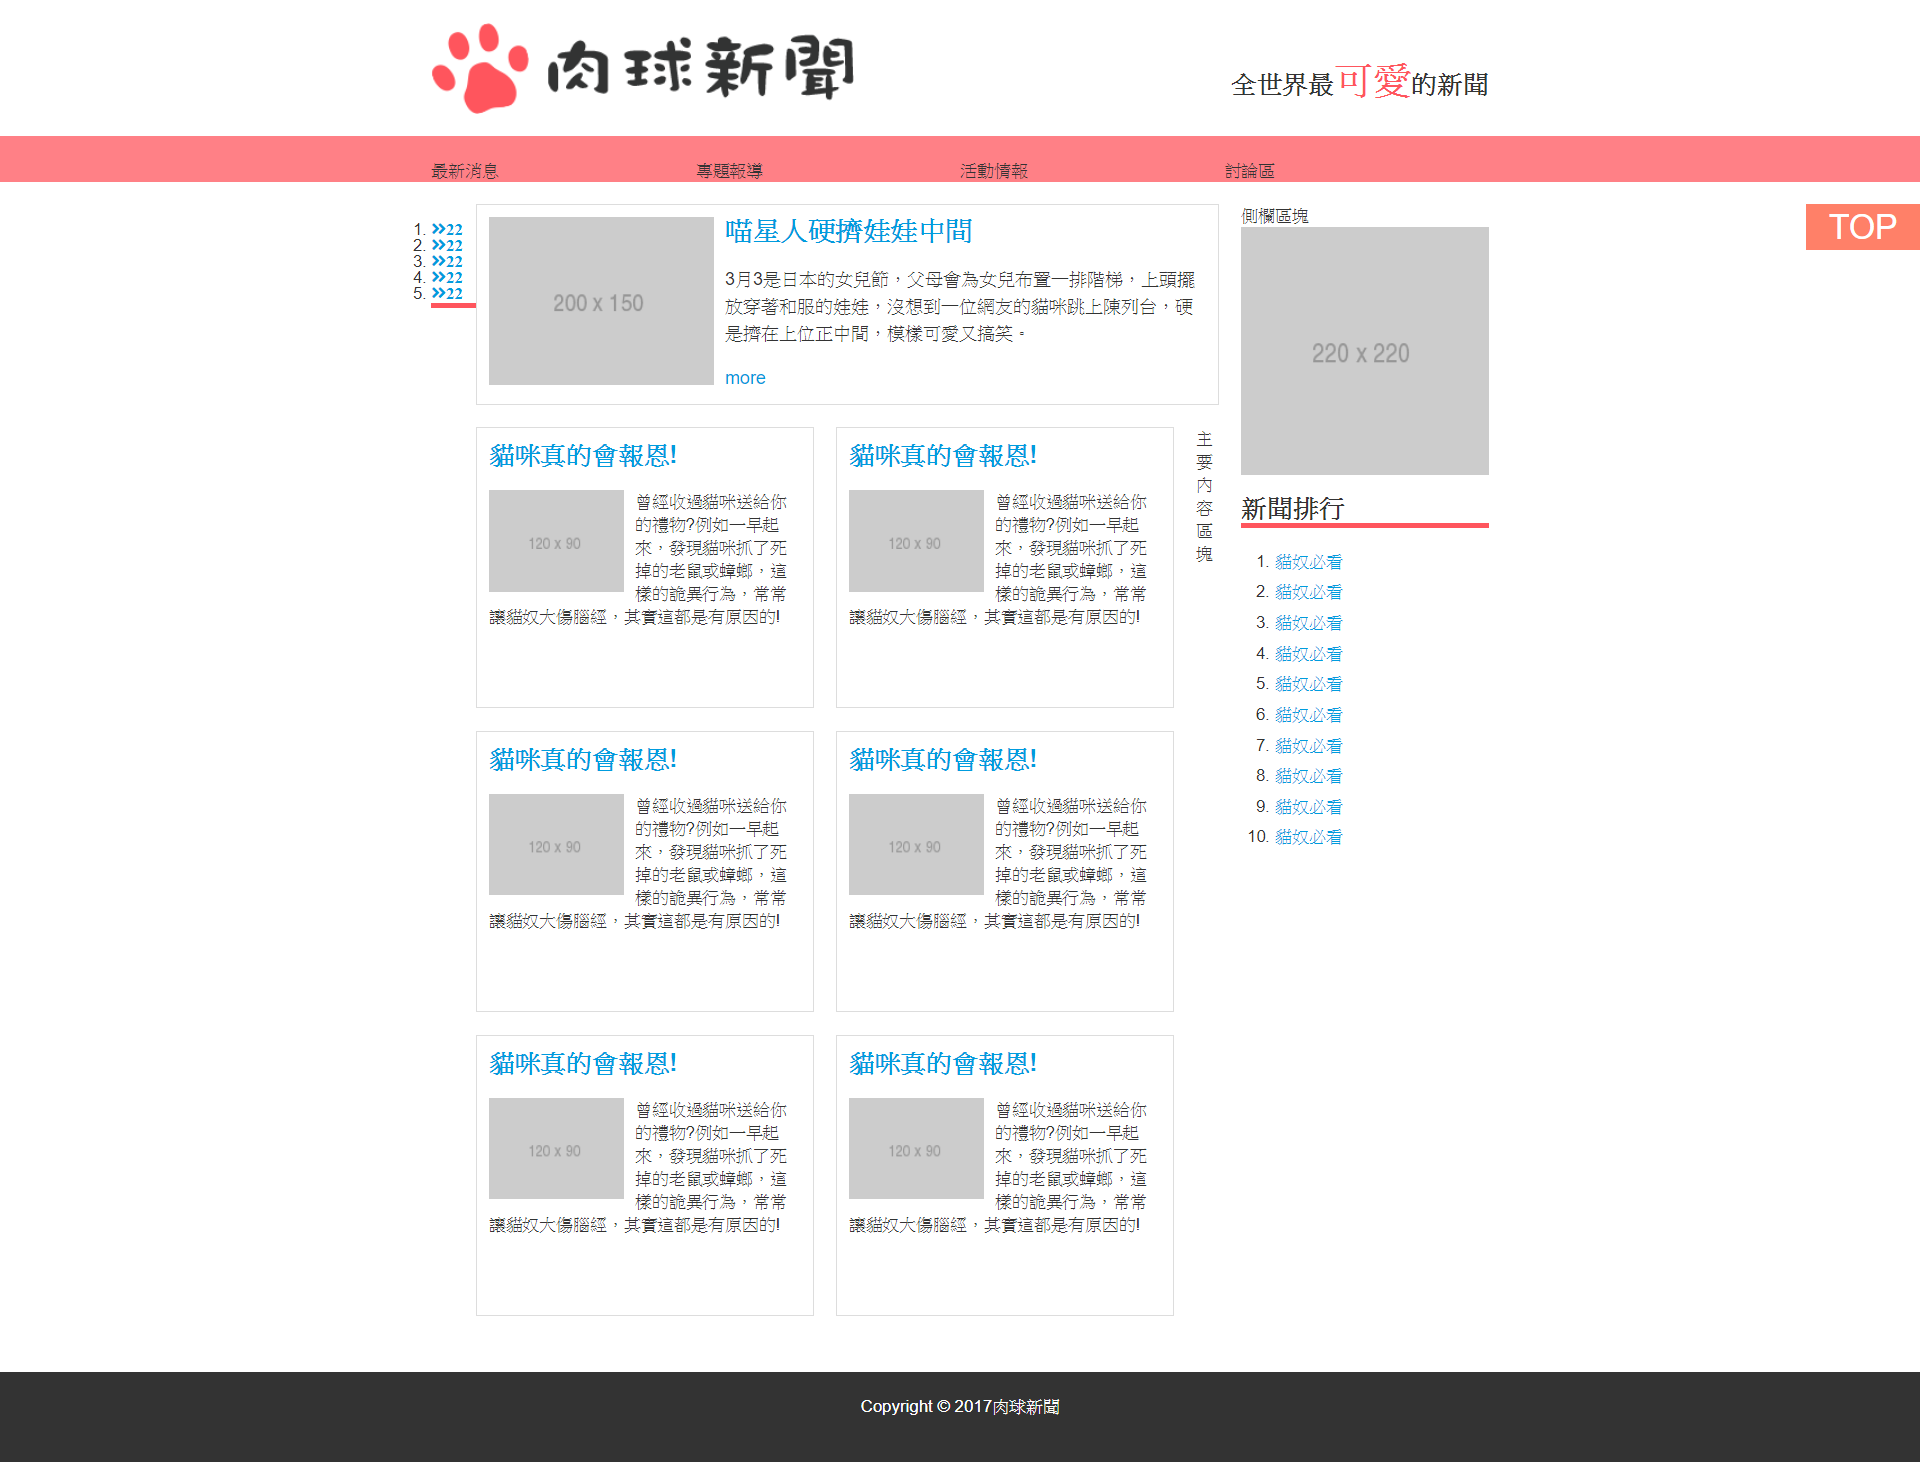 肉球新聞
全世界最可愛的新聞
最新消息
專題報導
活動情報
討論區
1. 22
2. 22
3. 22
4. 22
5. 22
200 x 150
喵星人硬擠娃娃中間
3月3是日本的女兒節，父母會為女兒布置一排階梯，上頭擺
放穿著和服的娃娃，沒想到一位網友的貓咪跳上陳列台，硬
是擠在上位正中間，模樣可愛又搞笑。
more
側欄區塊
220 x 220
TOP
貓咪真的會報恩!
120 x 90
曾經收過貓咪送給你
的禮物?例如一早起
來，發現貓咪抓了死
掉的老鼠或蟑螂，這
樣的詭異行為，常常
讓貓奴大傷腦經，其實這都是有原因的!
貓咪真的會報恩!
120 x 90
曾經收過貓咪送給你
的禮物?例如一早起
來，發現貓咪抓了死
掉的老鼠或蟑螂，這
樣的詭異行為，常常
讓貓奴大傷腦經，其實這都是有原因的!
主
要
內
容
區
塊
新聞排行
1. 貓奴必看
2. 貓奴必看
3. 貓奴必看
4. 貓奴必看
5. 貓奴必看
6. 貓奴必看
7. 貓奴必看
8. 貓奴必看
9. 貓奴必看
10. 貓奴必看
貓咪真的會報恩!
120 x 90
曾經收過貓咪送給你
的禮物?例如一早起
來，發現貓咪抓了死
掉的老鼠或蟑螂，這
樣的詭異行為，常常
讓貓奴大傷腦經，其實這都是有原因的!
貓咪真的會報恩!
120 x 90
曾經收過貓咪送給你
的禮物?例如一早起
來，發現貓咪抓了死
掉的老鼠或蟑螂，這
樣的詭異行為，常常
讓貓奴大傷腦經，其實這都是有原因的!
貓咪真的會報恩!
120 x 90
曾經收過貓咪送給你
的禮物?例如一早起
來，發現貓咪抓了死
掉的老鼠或蟑螂，這
樣的詭異行為，常常
讓貓奴大傷腦經，其實這都是有原因的!
貓咪真的會報恩!
120 x 90
曾經收過貓咪送給你
的禮物?例如一早起
來，發現貓咪抓了死
掉的老鼠或蟑螂，這
樣的詭異行為，常常
讓貓奴大傷腦經，其實這都是有原因的!
Copyright © 2017肉球新聞